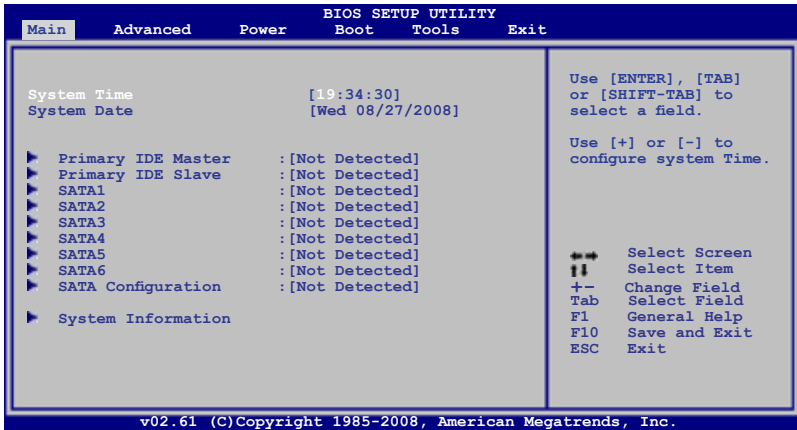 BIOS SETUP UTILITY
Main Advanced Power Boot Tools Exit
System Time [19:34:30]
System Date [Wed 08/27/2008]
Primary IDE Master :[Not Detected]
Primary IDE Slave :[Not Detected]
SATA1 :[Not Detected]
SATA2 :[Not Detected]
SATA3 :[Not Detected]
SATA4 :[Not Detected]
SATA5 :[Not Detected]
SATA6 :[Not Detected]
SATA Configuration :[Not Detected]
System Information
Use [ENTER], [TAB]
or [SHIFT-TAB] to
select a field.
Use [+] or [-] to
configure system Time.
←→ Select Screen
↑↓ Select Item
+- Change Field
Tab Select Field
F1 General Help
F10 Save and Exit
ESC Exit
v02.61 (C)Copyright 1985-2008, American Megatrends, Inc.